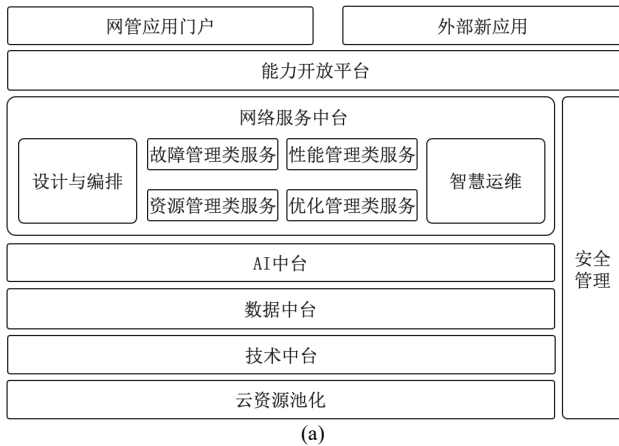 网管应用门户
外部新应用
能力开放平台
网络服务中台
设计与编排
故障管理类服务
性能管理类服务
资源管理类服务
优化管理类服务
智慧运维
AI中台
数据中台
技术中台
云资源池化
安全
管理
(a)